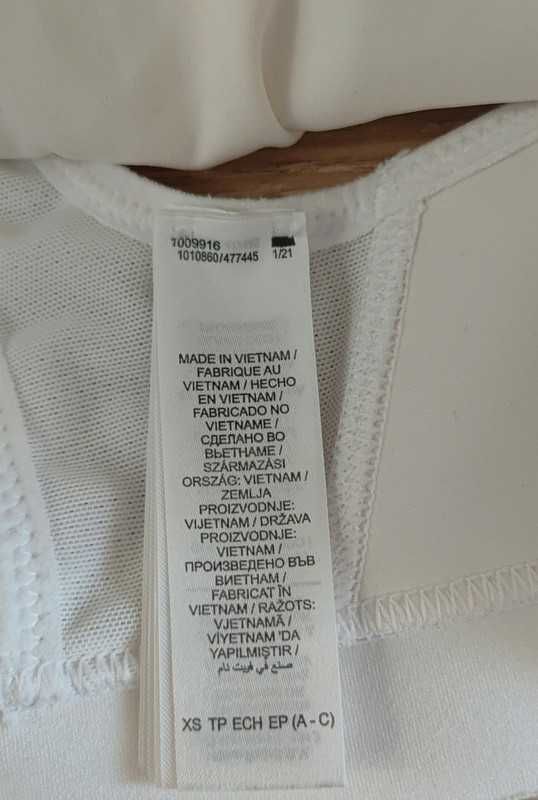 1009916
1010860/477445 1/21
MADE IN VIETNAM /
FABRIQUE AU
VIETNAM / HECHO
EN VIETNAM /
FABRICADO NO
VIETNAME /
СДЕЛАНО ВО
ВЬЕТНАМЕ /
SZÁRMAZÁSI
ORSZÁG: VIETNAM /
ZEMLJA
PROIZVODNJE:
VIJETNAM / DRŽAVA
PROIZVODNJE:
VIETNAM /
ПРОИЗВЕДЕНО ВЪВ
ВИЕТНАМ /
FABRICAT ÎN
VIETNAM / RAŽOTS:
VJETNAMĀ /
VİYETNAM 'DA
YAPILMIŞTIR /
صنع في فيت نام
XS TP ECH EP (A - C)